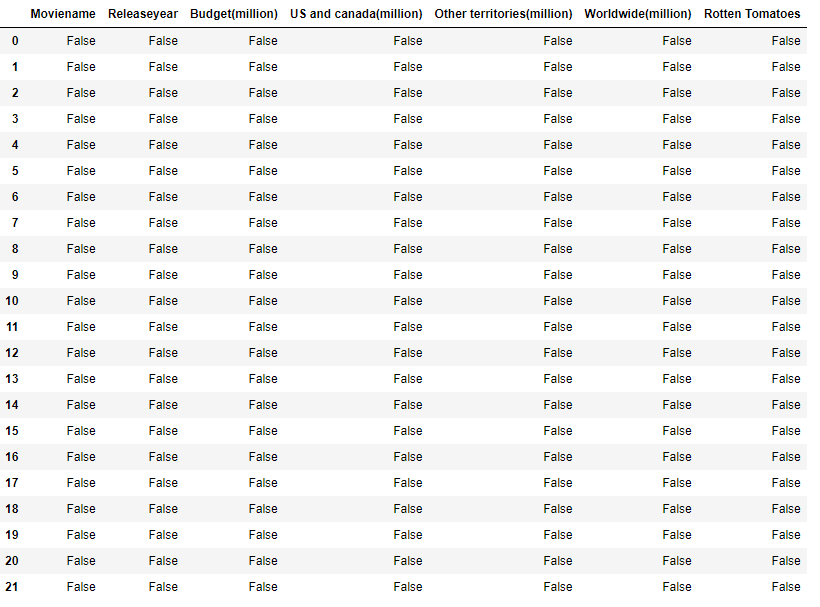 Moviename Releaseyear Budget(million) US and canada(million) Other territories(million) Worldwide(million) Rotten Tomatoes
0 False False False False False False False
1 False False False False False False False
2 False False False False False False False
3 False False False False False False False
4 False False False False False False False
5 False False False False False False False
6 False False False False False False False
7 False False False False False False False
8 False False False False False False False
9 False False False False False False False
10 False False False False False False False
11 False False False False False False False
12 False False False False False False False
13 False False False False False False False
14 False False False False False False False
15 False False False False False False False
16 False False False False False False False
17 False False False False False False False
18 False False False False False False False
19 False False False False False False False
20 False False False False False False False
21 False False False False False False False